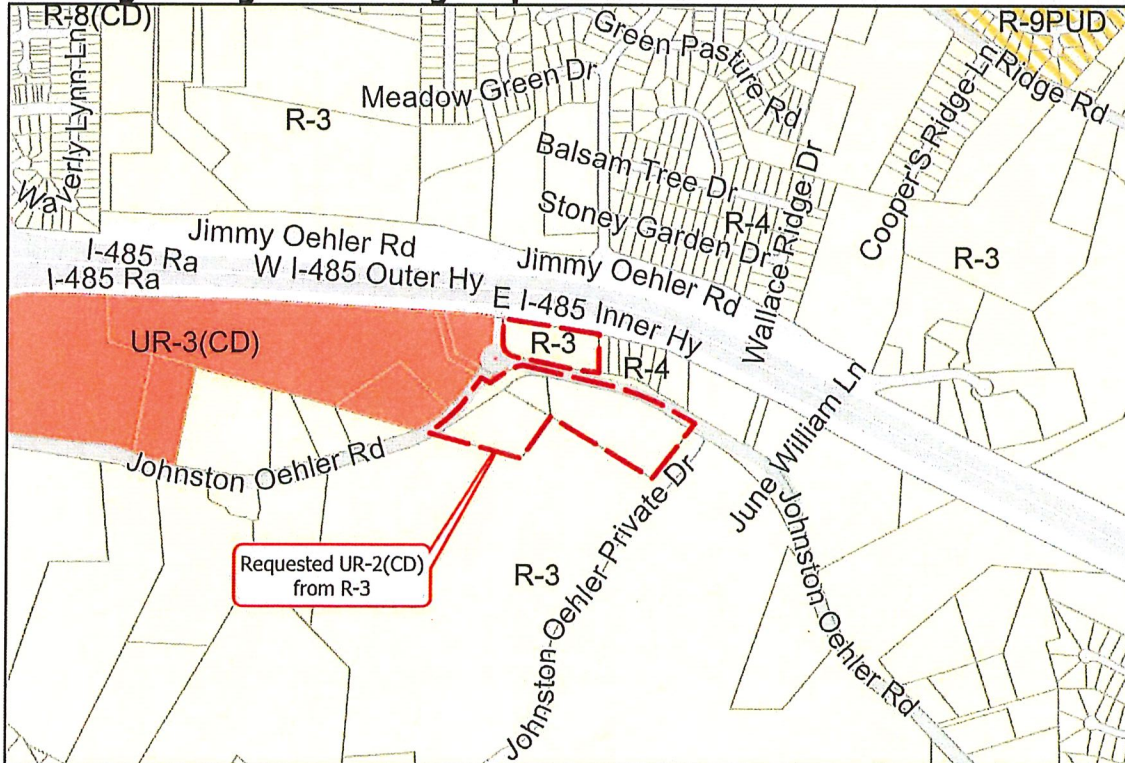 R-8(CD)
R-9PUD
Green Pasture Rd
Ridge Rd
Meadow Green Dr
Waverly Lynn Ln
R-3
Cooper S Ridge Ln
Balsam Tree Dr
Wallace Ridge Dr
Stoney Garden Dr
R-4
Jimmy Oehler Rd
I-485 Ra
W I-485 Outer Hy
Jimmy Oehler Rd
R-3
I-485 Ra
E I-485 Inner Hy
UR-3(CD)
R-3
R-4
June William Ln
Johnston Oehler Rd
Johnston-Oehler-Private-Dr
Johnston Oehler Rd
Requested UR-2(CD)
from R-3
R-3